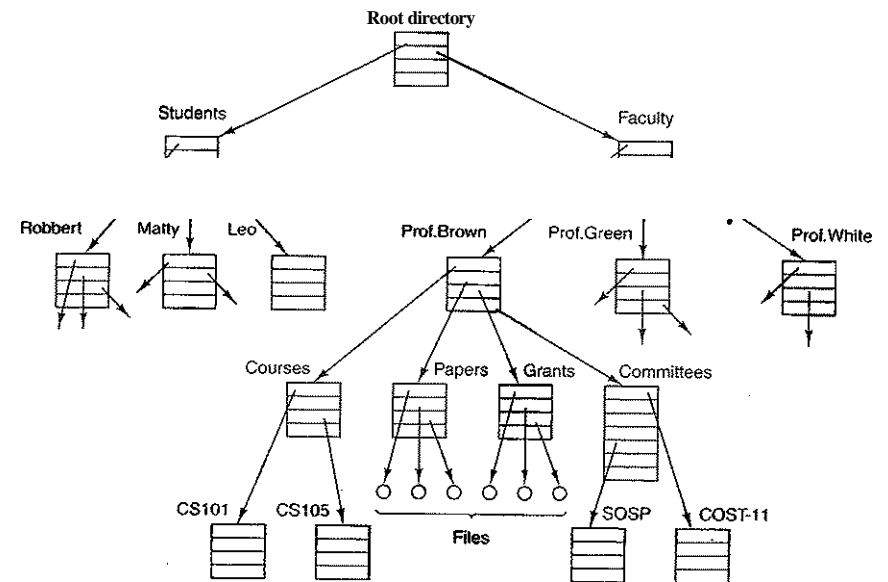 Root directory
Students
Faculty
Robbert
Matty
Leo
Prof.Brown
Prof.Green
Prof.White
Courses
Papers
Grants
Committees
CS101
CS105
Files
SOSP
COST-11